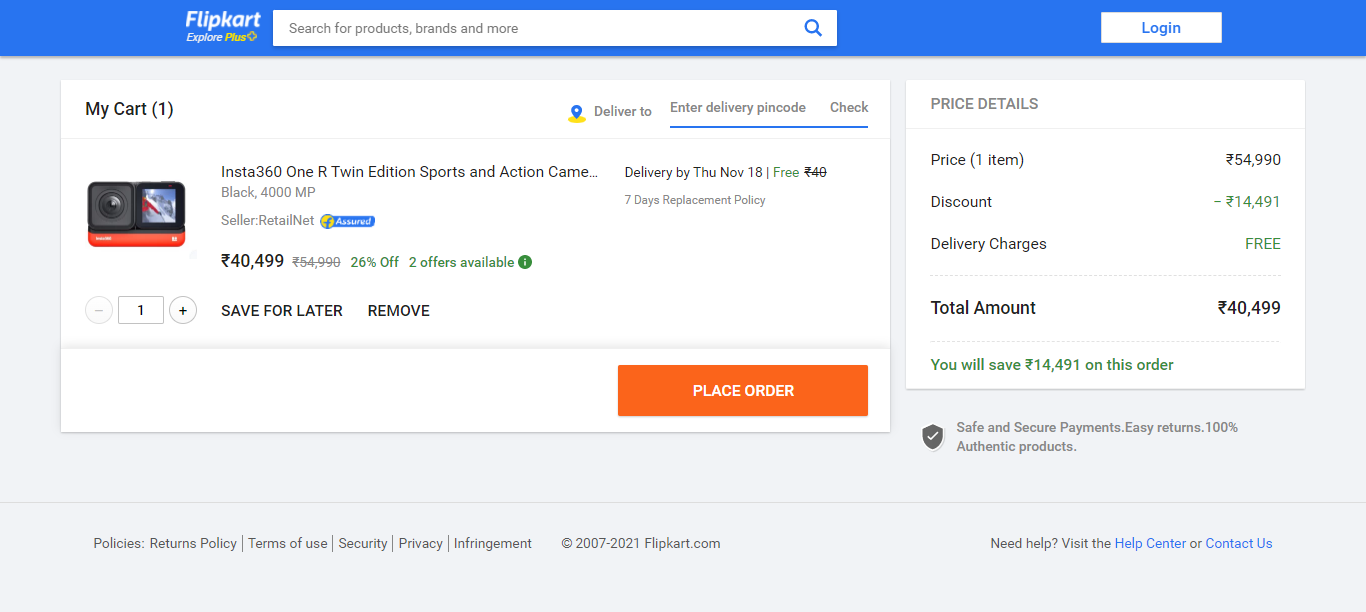 Flipkart
Explore Plus
Search for products, brands and more
Login
My Cart (1)
Deliver to
Enter delivery pincode
Check
Insta360 One R Twin Edition Sports and Action Came...
Black, 4000 MP
Seller:RetailNet
Assured
₹40,499 ₹54,990 26% Off 2 offers available
Delivery by Thu Nov 18 | Free ₹40
7 Days Replacement Policy
− 1 +
SAVE FOR LATER
REMOVE
PLACE ORDER
PRICE DETAILS
Price (1 item) ₹54,990
Discount − ₹14,491
Delivery Charges FREE
Total Amount ₹40,499
You will save ₹14,491 on this order
Safe and Secure Payments.Easy returns.100%
Authentic products.
Policies: Returns Policy | Terms of use | Security | Privacy | Infringement
© 2007-2021 Flipkart.com
Need help? Visit the Help Center or Contact Us